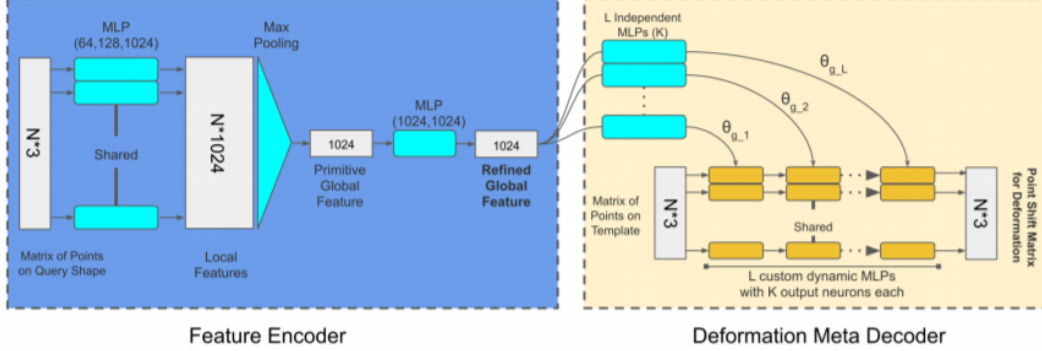 MLP
(64,128,1024)
Max
Pooling
N*3
N*1024
Shared
1024
MLP
(1024,1024)
1024
Primitive
Global
Feature
Refined
Global
Feature
Matrix of Points
on Query Shape
Local
Features
Feature Encoder
L Independent
MLPs (K)
θg_L
θg_2
θg_1
Matrix of
Points on
Template
N*3
Shared
N*3
Point Shift Matrix
for Deformation
L custom dynamic MLPs
with K output neurons each
Deformation Meta Decoder